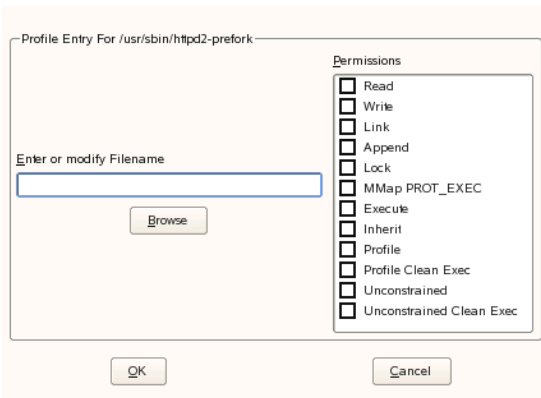 Profile Entry For /usr/sbin/httpd2-prefork
Permissions
Read
Write
Link
Append
Lock
MMap PROT_EXEC
Execute
Inherit
Profile
Profile Clean Exec
Unconstrained
Unconstrained Clean Exec
Enter or modify Filename
Browse
OK
Cancel